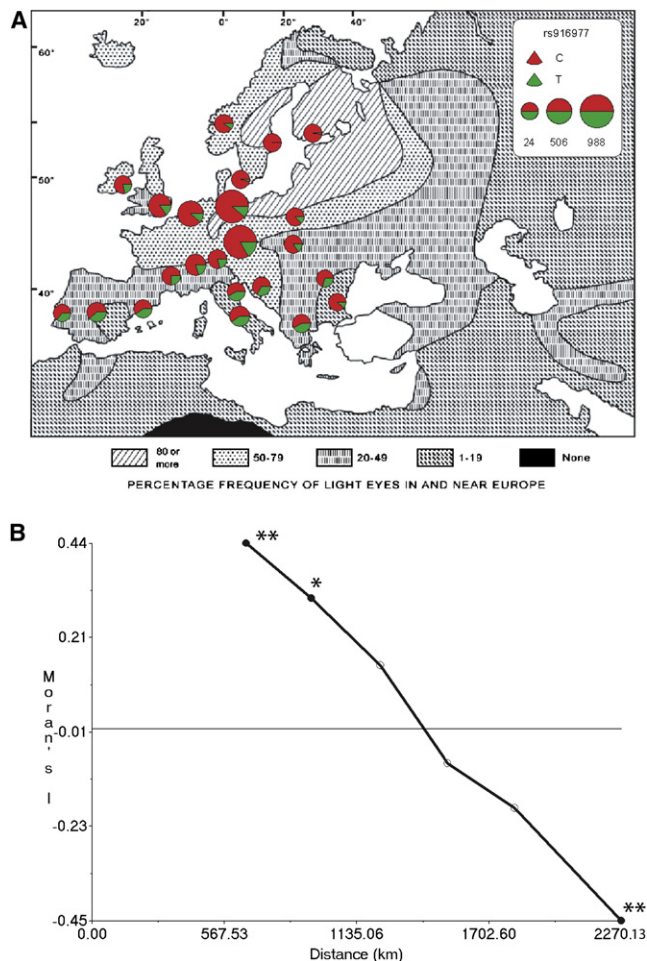 A
20° 0° 20° 40°
60°
50°
40°
rs916977
C
T
24 506 988
80 or more
50-79
20-49
1-19
None
PERCENTAGE FREQUENCY OF LIGHT EYES IN AND NEAR EUROPE
B
0.44
0.21
-0.01
-0.23
-0.45
Moran's I
**
*
**
0.00 567.53 1135.06 1702.60 2270.13
Distance (km)